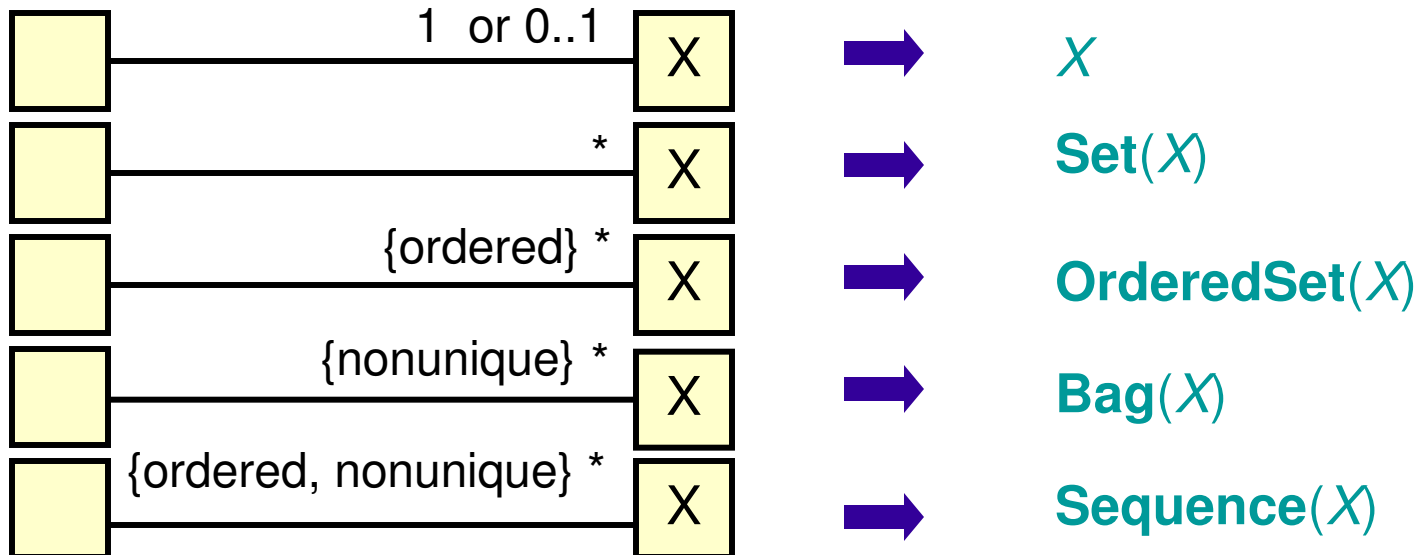 1 or 0..1 X X
* X Set(X)
{ordered} * X OrderedSet(X)
{nonunique} * X Bag(X)
{ordered, nonunique} * X Sequence(X)